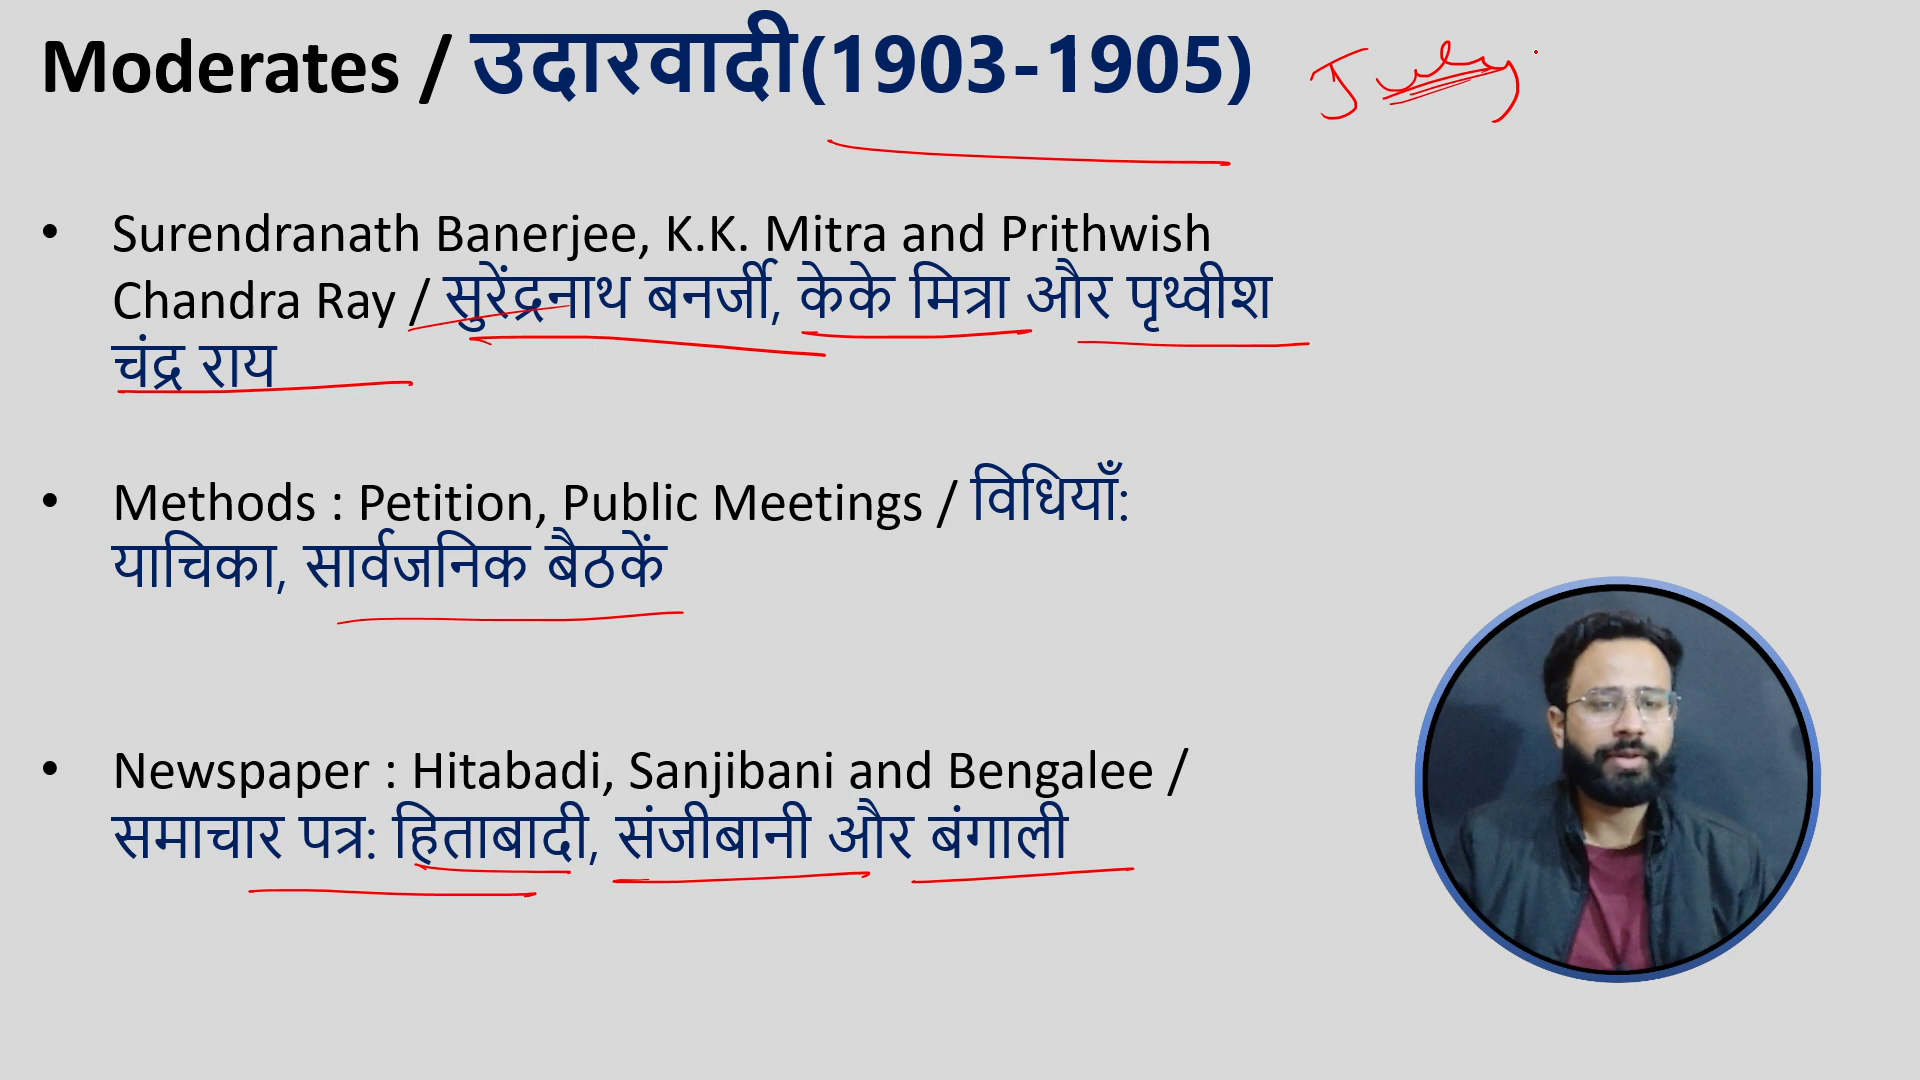 Moderates / उदारवादी(1903-1905) July
• Surendranath Banerjee, K.K. Mitra and Prithwish
Chandra Ray / सुरेंद्रनाथ बनर्जी, केके मित्रा और पृथ्वीश
चंद्र राय
• Methods : Petition, Public Meetings / विधियाँ:
याचिका, सार्वजनिक बैठकें
• Newspaper : Hitabadi, Sanjibani and Bengalee /
समाचार पत्र: हिताबादी, संजीबानी और बंगाली